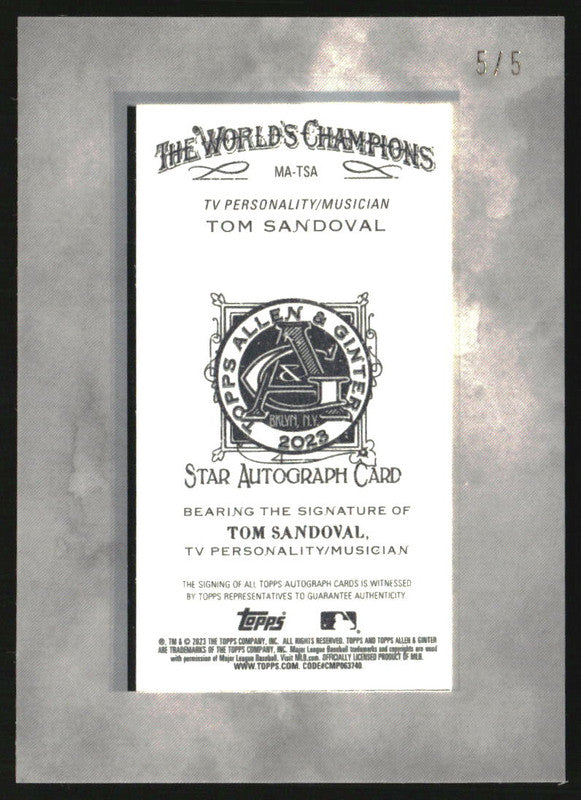 5/5
THE WORLD'S CHAMPIONS
MA-TSA
TV PERSONALITY/MUSICIAN
TOM SANDOVAL
TOPPS ALLEN & GINTER
A&G
BKLYN, N.Y.
2023
STAR AUTOGRAPH CARD
BEARING THE SIGNATURE OF
TOM SANDOVAL,
TV PERSONALITY/MUSICIAN
THE SIGNING OF ALL TOPPS AUTOGRAPH CARDS IS WITNESSED
BY TOPPS REPRESENTATIVES TO GUARANTEE AUTHENTICITY.
Topps
®, TM & © 2023 THE TOPPS COMPANY, INC. ALL RIGHTS RESERVED. TOPPS AND TOPPS ALLEN & GINTER
ARE TRADEMARKS OF THE TOPPS COMPANY, INC. Major League Baseball trademarks and copyrights are used
with permission of Major League Baseball. Visit MLB.com. OFFICIALLY LICENSED PRODUCT OF MLB.
WWW.TOPPS.COM. CODE#CMP063740